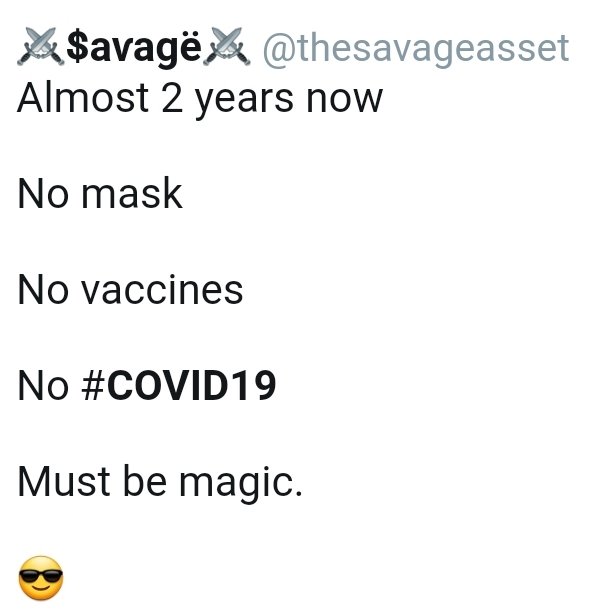 ⚔️$avagë⚔️ @thesavageasset
Almost 2 years now
No mask
No vaccines
No #COVID19
Must be magic.
😎